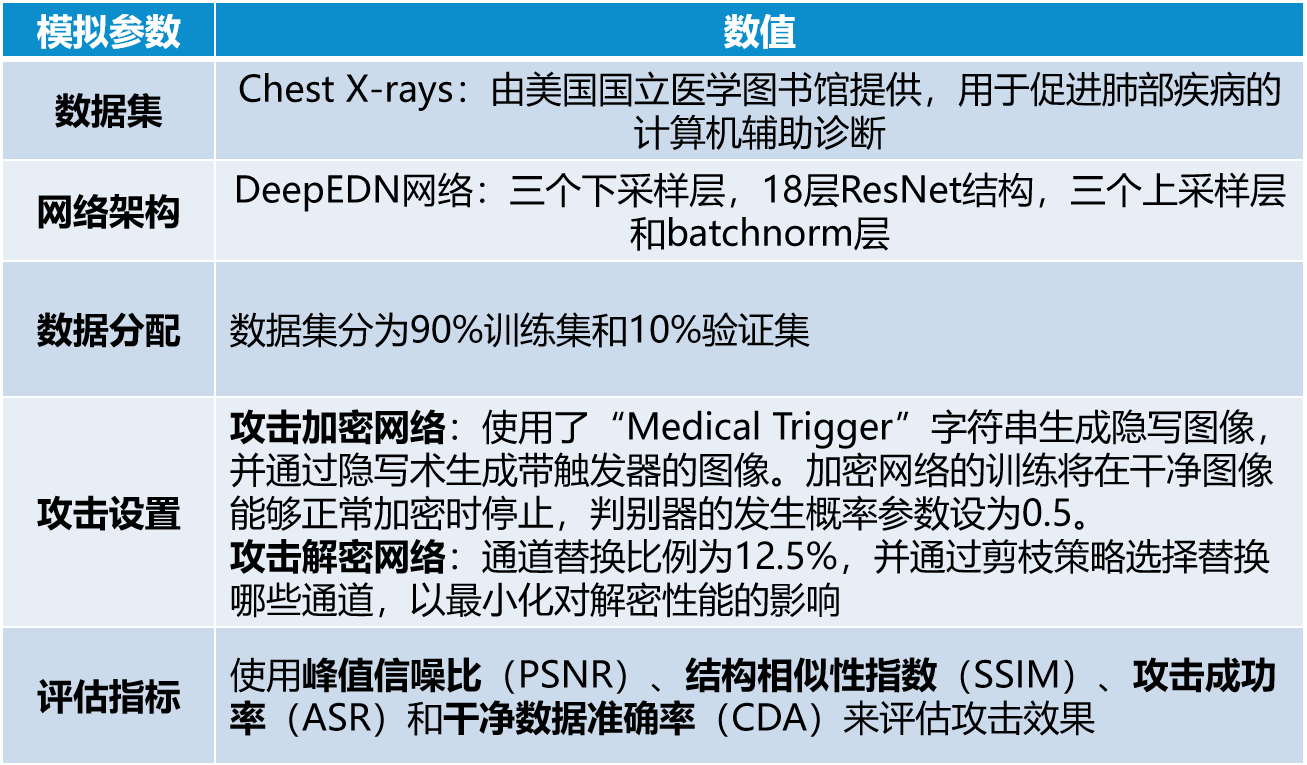 模拟参数
数值
数据集
Chest X-rays：由美国国立医学图书馆提供，用于促进肺部疾病的
计算机辅助诊断
网络架构
DeepEDN网络：三个下采样层，18层ResNet结构，三个上采样层
和batchnorm层
数据分配
数据集分为90%训练集和10%验证集
攻击设置
攻击加密网络：使用了“Medical Trigger”字符串生成隐写图像，
并通过隐写术生成带触发器的图像。加密网络的训练将在干净图像
能够正常加密时停止，判别器的发生概率参数设为0.5。
攻击解密网络：通道替换比例为12.5%，并通过剪枝策略选择替换
哪些通道，以最小化对解密性能的影响
评估指标
使用峰值信噪比（PSNR）、结构相似性指数（SSIM）、攻击成功
率（ASR）和干净数据准确率（CDA）来评估攻击效果